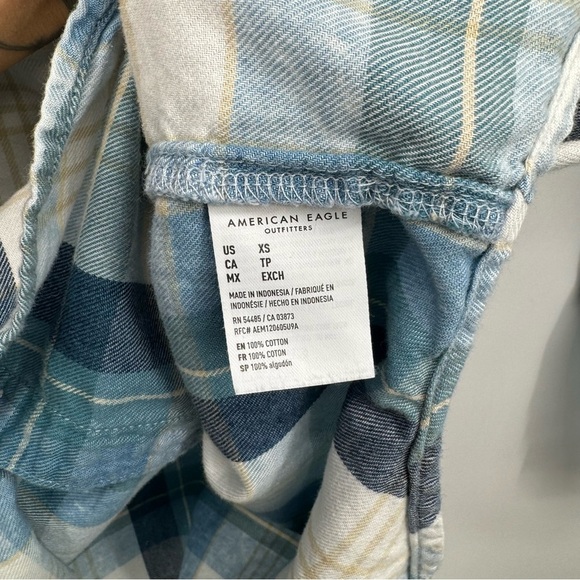 AMERICAN EAGLE
OUTFITTERS
US XS
CA TP
MX EXCH
MADE IN INDONESIA / FABRIQUÉ EN
INDONÉSIE / HECHO EN INDONESIA
RN 54485 / CA 03873
RFC# AEM120605U9A
EN 100% COTTON
FR 100% COTON
SP 100% algodón